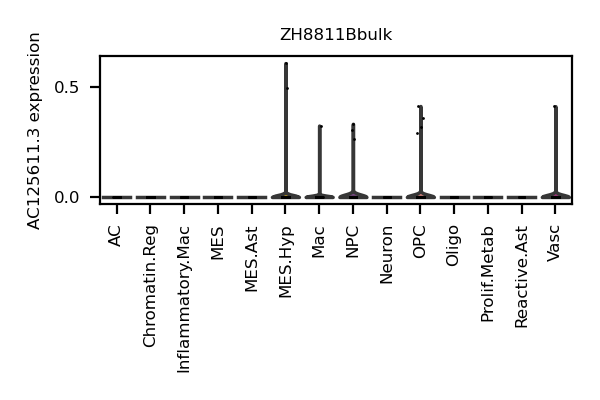 ZH8811Bbulk
AC125611.3 expression
0.5
0.0
AC
Chromatin.Reg
Inflammatory.Mac
MES
MES.Ast
MES.Hyp
Mac
NPC
Neuron
OPC
Oligo
Prolif.Metab
Reactive.Ast
Vasc